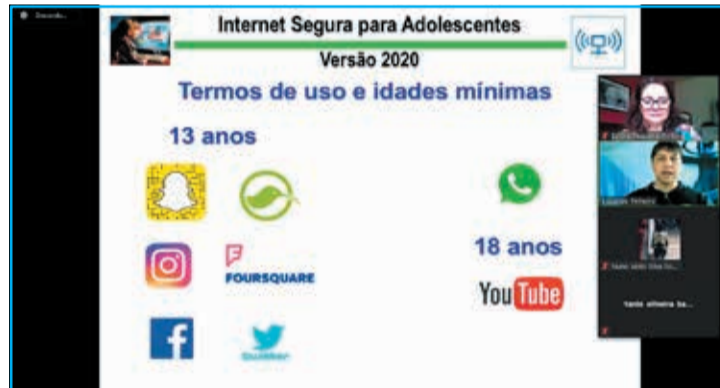 Internet Segura para Adolescentes
Versão 2020
Termos de uso e idades mínimas
13 anos
FOURSQUARE
18 anos
YouTube